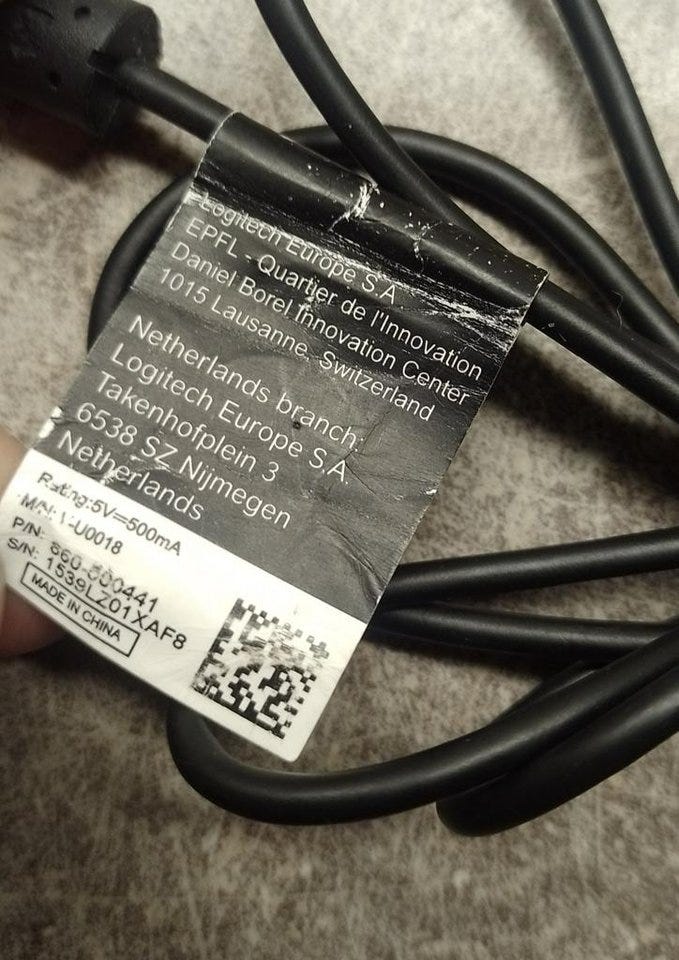 Logitech Europe S.A
EPFL - Quartier de l'Innovation
Daniel Borel Innovation Center
1015 Lausanne, Switzerland
Netherlands branch:
Logitech Europe S.A.
Takenhofplein 3
6538 SZ Nijmegen
Netherlands
Rating:5V⎓500mA
M/N: V-U0018
P/N: 860-000441
S/N: 1539LZ01XAF8
MADE IN CHINA